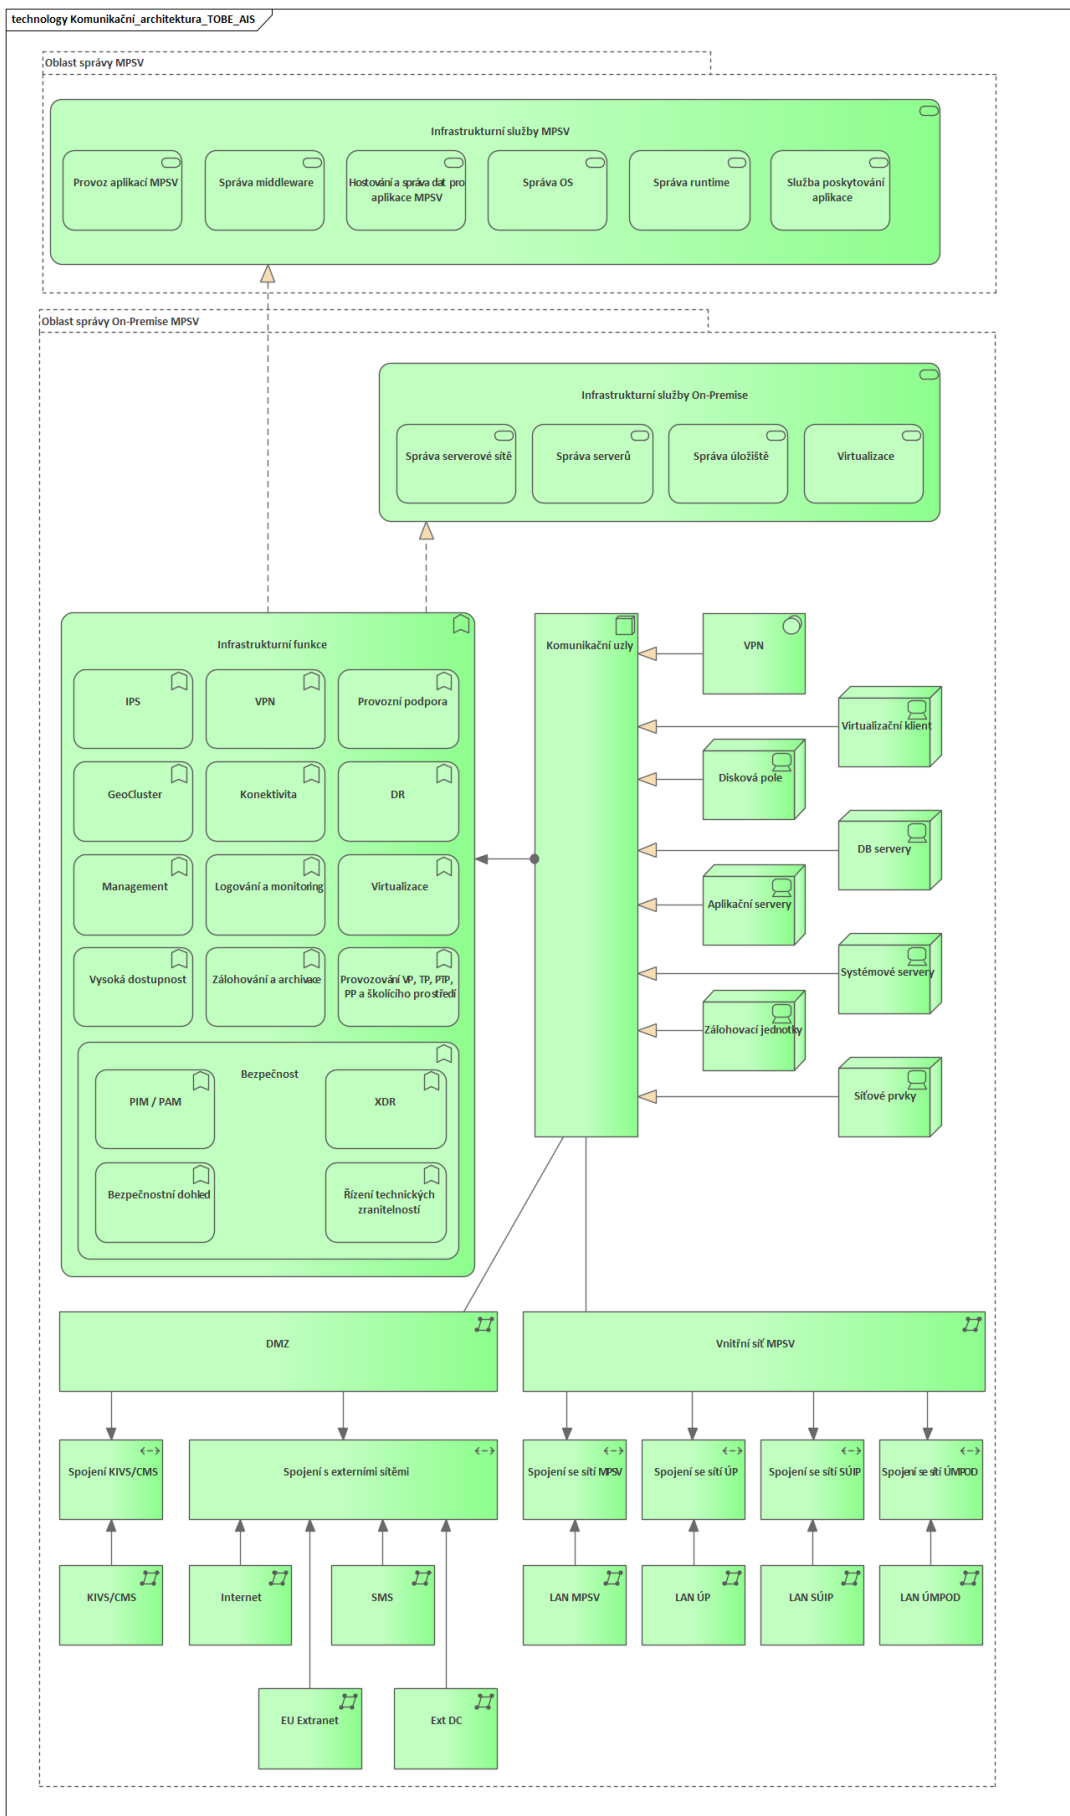 technology Komunikační_architektura_TOBE_AIS
Oblast správy MPSV
Infrastrukturní služby MPSV
Provoz aplikací MPSV
Správa middleware
Hostování a správa dat pro
aplikace MPSV
Správa OS
Správa runtime
Služba poskytování
aplikace
Oblast správy On-Premise MPSV
Infrastrukturní služby On-Premise
Správa serverové sítě
Správa serverů
Správa úložiště
Virtualizace
Infrastrukturní funkce
IPS
VPN
Provozní podpora
GeoCluster
Konektivita
DR
Management
Logování a monitoring
Virtualizace
Vysoká dostupnost
Zálohování a archivace
Provozování VP, TP, PTP,
PP a školícího prostředí
Bezpečnost
PIM / PAM
XDR
Bezpečnostní dohled
Řízení technických
zranitelností
Komunikační uzly
VPN
Virtualizační klient
Disková pole
DB servery
Aplikační servery
Systémové servery
Zálohovací jednotky
Síťové prvky
DMZ
Vnitřní síť MPSV
Spojení KIVS/CMS
Spojení s externími sítěmi
Spojení se sítí MPSV
Spojení se sítí ÚP
Spojení se sítí SÚIP
Spojení se sítí ÚMPOD
KIVS/CMS
Internet
SMS
LAN MPSV
LAN ÚP
LAN SÚIP
LAN ÚMPOD
EU Extranet
Ext DC